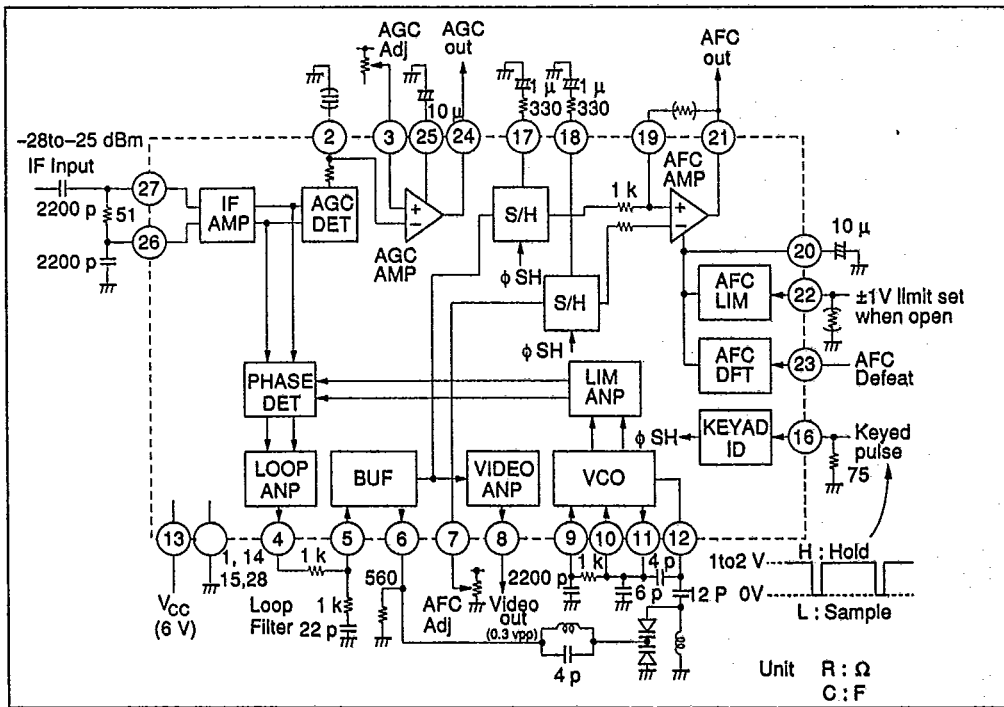 AGC Adj
AGC out
AFC out
10 μ
1 μ
330
1 μ
330
−28to−25 dBm
IF Input
2
3
25
24
17
18
19
21
27
2200 p
51
26
2200 p
IF AMP
AGC DET
+
−
AGC AMP
S/H
φ SH
S/H
φ SH
1 k
AFC AMP
+
−
20
10 μ
AFC LIM
22
±1V limit set when open
AFC DFT
23
AFC Defeat
PHASE DET
LIM ANP
φ SH
KEYAD ID
16
Keyed pulse
75
LOOP ANP
BUF
VIDEO ANP
VCO
13
4
5
6
7
8
9
10
11
12
1, 14
15,28
VCC
(6 V)
1 k
Loop Filter
1 k
22 p
560
AFC Adj
Video out
(0.3 vpp)
2200 p
1 k
6 p
4 p
12 P
4 p
1to2 V
H : Hold
0V
L : Sample
Unit R : Ω
C : F